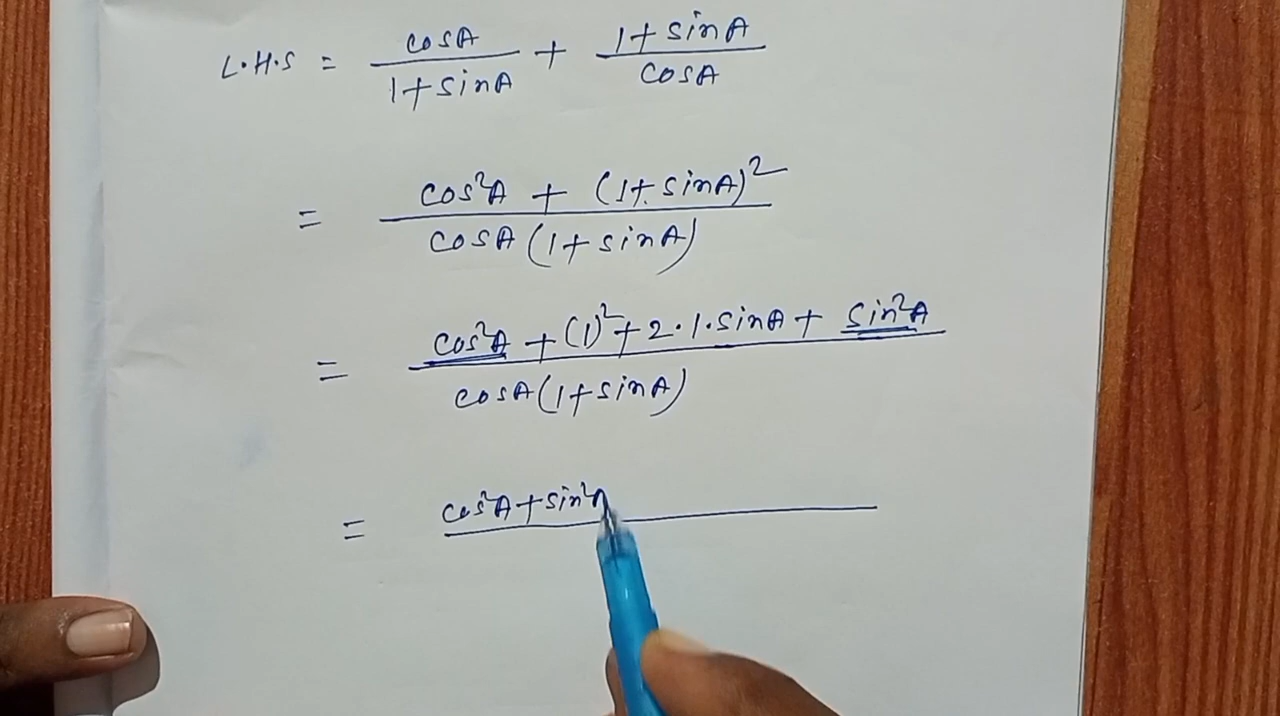 L.H.S = cosA/(1+sinA) + (1+sinA)/cosA
= (cos²A + (1+sinA)²)/(cosA(1+sinA))
= (cos²A + (1)² + 2·1·sinA + sin²A)/(cosA(1+sinA))
= cos²A+sin²A